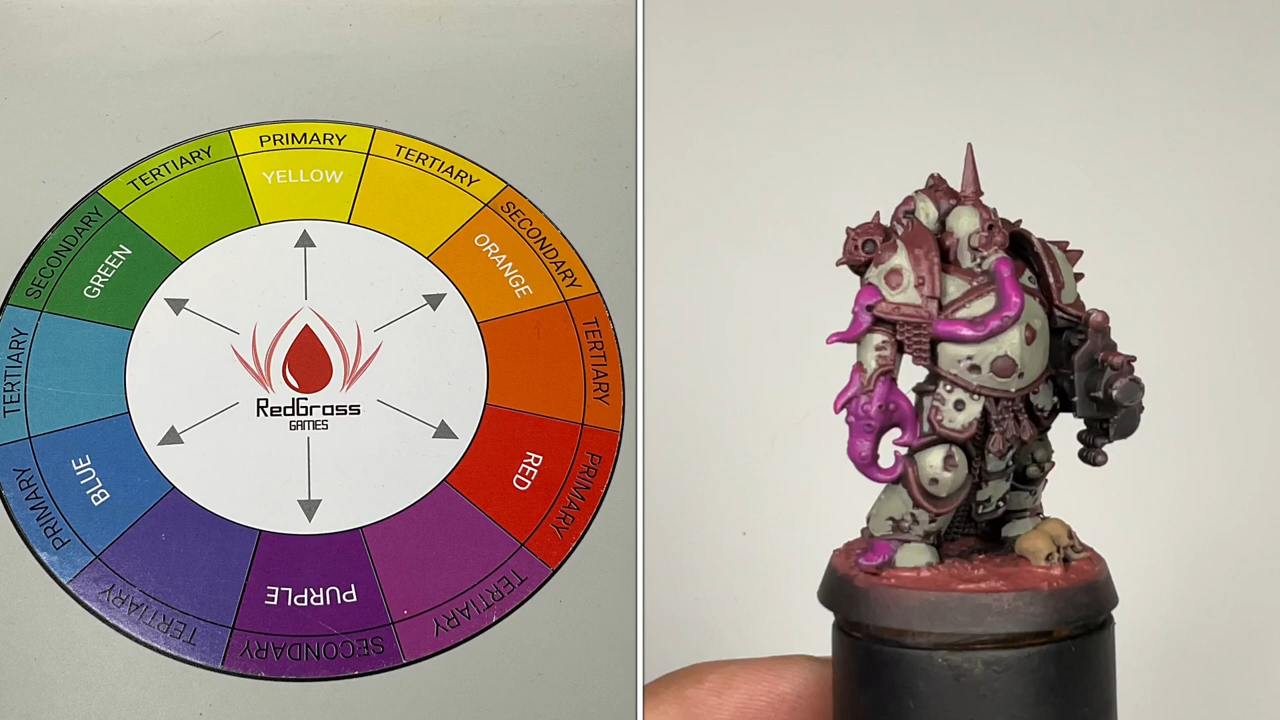 PRIMARY
YELLOW
TERTIARY
SECONDARY
ORANGE
TERTIARY
PRIMARY
RED
TERTIARY
SECONDARY
PURPLE
TERTIARY
PRIMARY
BLUE
TERTIARY
SECONDARY
GREEN
TERTIARY
RedGrass
GAMES